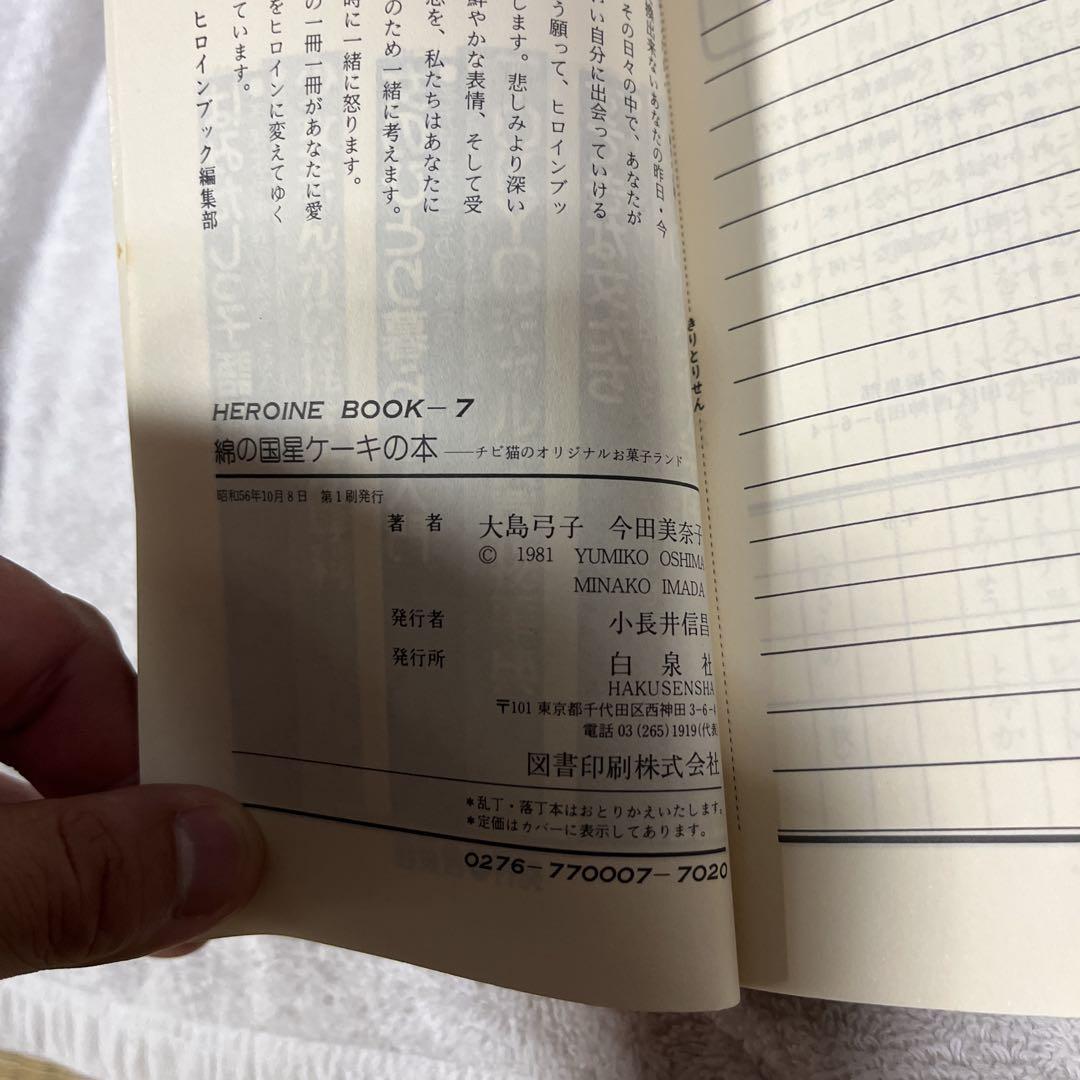 検出来ないあなたの昨日・今
その日々の中で、あなたが
い自分に出会っていける
う願って、ヒロインブッ
します。悲しみより深い
鮮やかな表情、そして受
を、私たちはあなたに
のため一緒に考えます。
時に一緒に怒ります。
の一冊一冊があなたに愛
をヒロインに変えてゆく
ています。
ヒロインブック編集部
きりとりせん
HEROINE BOOK−7
綿の国星ケーキの本──チビ猫のオリジナルお菓子ランド
昭和56年10月8日 第1刷発行
著者 大島弓子 今田美奈子
© 1981 YUMIKO OSHIMA
MINAKO IMADA
発行者 小長井信昌
発行所 白泉社
HAKUSENSHA
〒101 東京都千代田区西神田3-6-4
電話 03(265)1919(代表
図書印刷株式会社
*乱丁・落丁本はおとりかえいたします。
*定価はカバーに表示してあります。
0276−770007−7020